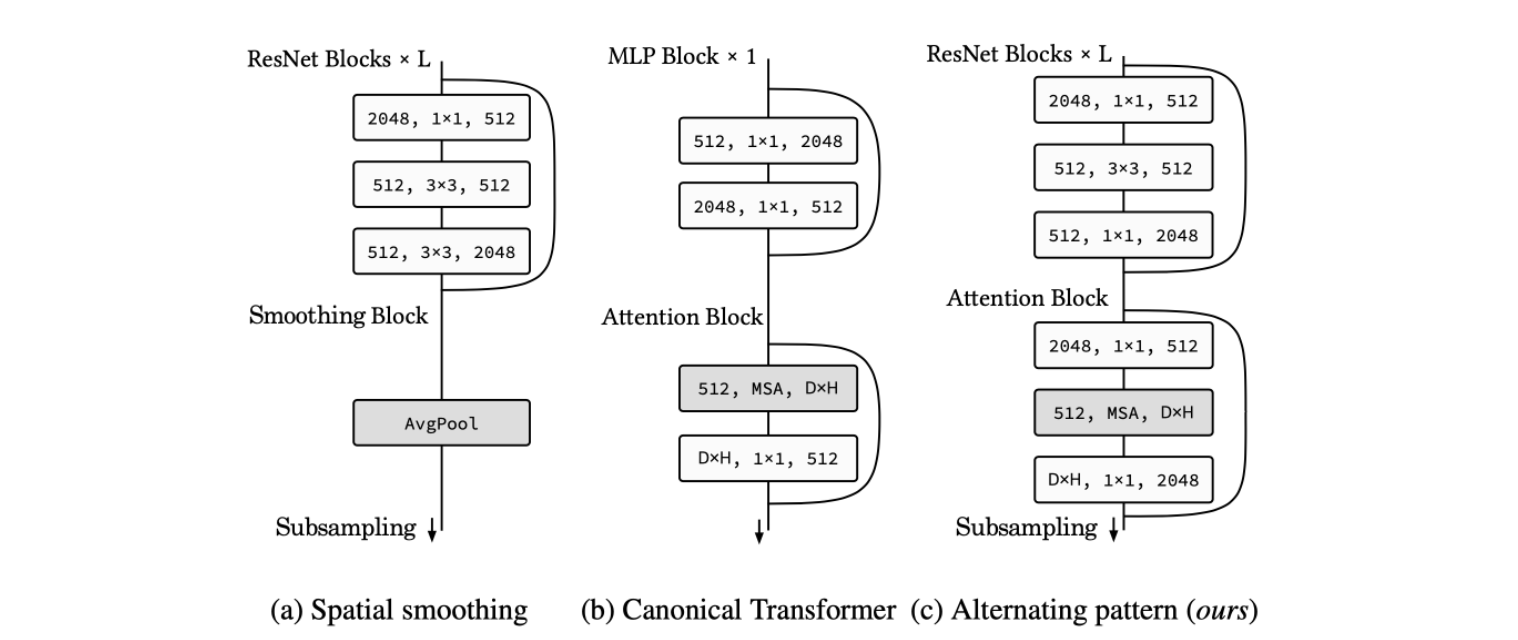 ResNet Blocks × L
2048, 1×1, 512
512, 3×3, 512
512, 3×3, 2048
Smoothing Block
AvgPool
Subsampling ↓
(a) Spatial smoothing
MLP Block × 1
512, 1×1, 2048
2048, 1×1, 512
Attention Block
512, MSA, D×H
D×H, 1×1, 512
(b) Canonical Transformer
ResNet Blocks × L
2048, 1×1, 512
512, 3×3, 512
512, 1×1, 2048
Attention Block
2048, 1×1, 512
512, MSA, D×H
D×H, 1×1, 2048
Subsampling ↓
(c) Alternating pattern (ours)